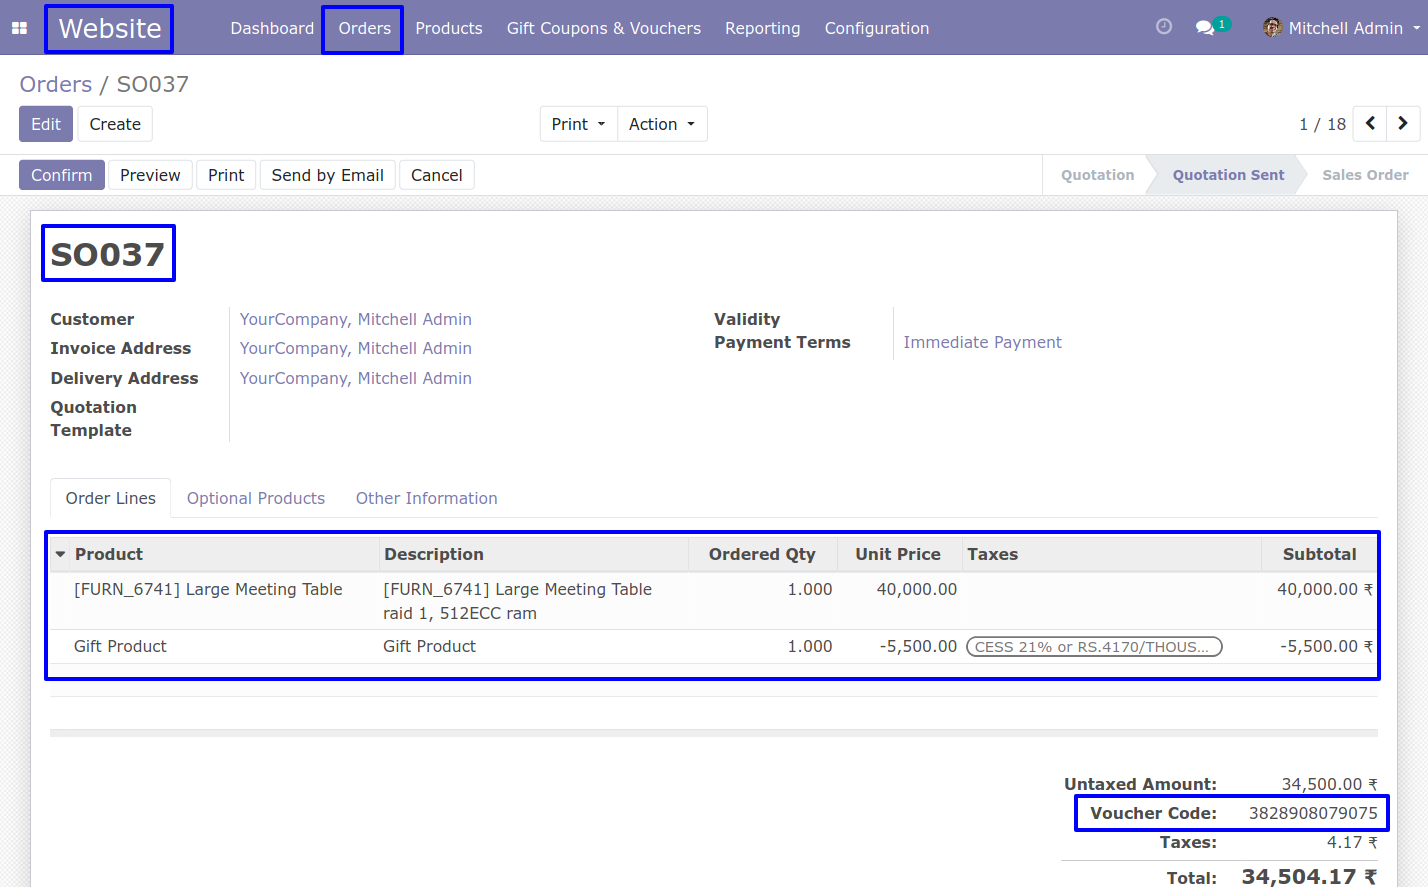 Website Dashboard Orders Products Gift Coupons & Vouchers Reporting Configuration 1 Mitchell Admin
Orders / SO037
Edit Create Print Action 1 / 18
Confirm Preview Print Send by Email Cancel Quotation Quotation Sent Sales Order
SO037
Customer YourCompany, Mitchell Admin Validity
Invoice Address YourCompany, Mitchell Admin Payment Terms Immediate Payment
Delivery Address YourCompany, Mitchell Admin
Quotation
Template
Order Lines Optional Products Other Information
Product Description Ordered Qty Unit Price Taxes Subtotal
[FURN_6741] Large Meeting Table [FURN_6741] Large Meeting Table 1.000 40,000.00 40,000.00 ₹
raid 1, 512ECC ram
Gift Product Gift Product 1.000 -5,500.00 CESS 21% or RS.4170/THOUS... -5,500.00 ₹
Untaxed Amount: 34,500.00 ₹
Voucher Code: 3828908079075
Taxes: 4.17 ₹
Total: 34,504.17 ₹